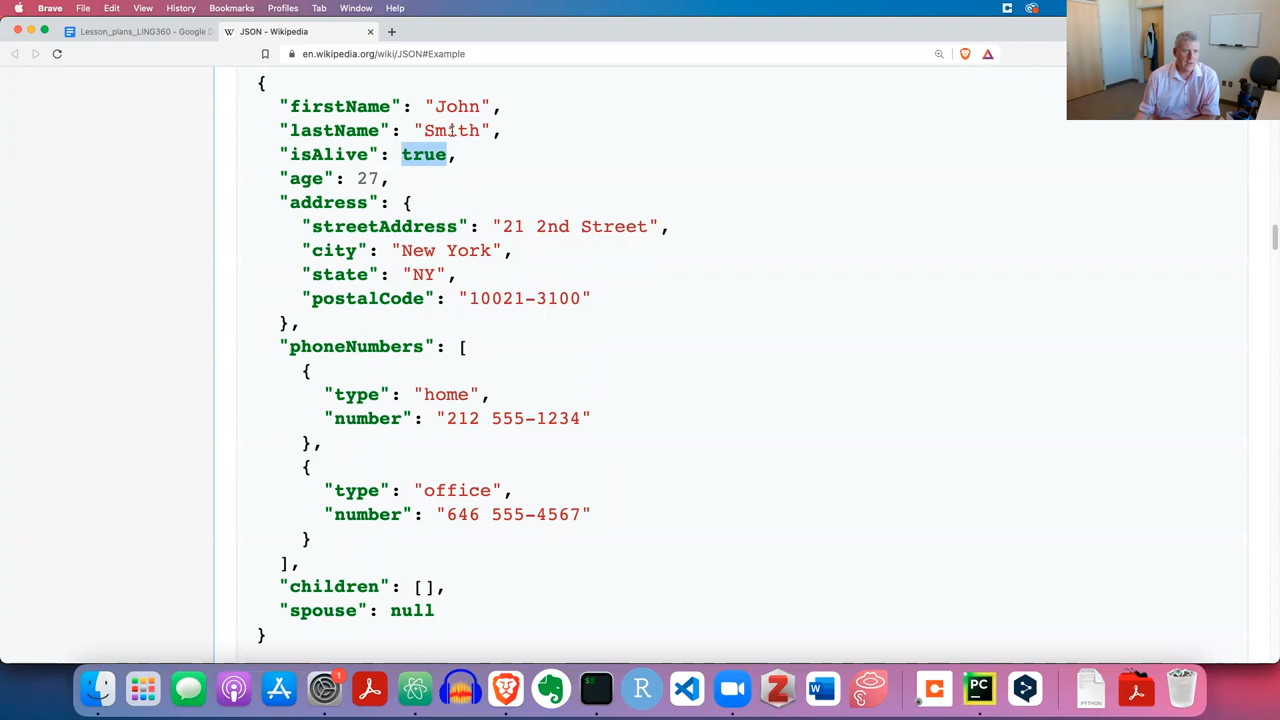 Brave File Edit View History Bookmarks Profiles Tab Window Help
Lesson_plans_LING360 - Google D
W JSON - Wikipedia
en.wikipedia.org/wiki/JSON#Example
{
"firstName": "John",
"lastName": "Smith",
"isAlive": true,
"age": 27,
"address": {
"streetAddress": "21 2nd Street",
"city": "New York",
"state": "NY",
"postalCode": "10021-3100"
},
"phoneNumbers": [
{
"type": "home",
"number": "212 555-1234"
},
{
"type": "office",
"number": "646 555-4567"
}
],
"children": [],
"spouse": null
}
1
$
R
Z
W
C
PC
PYTHON